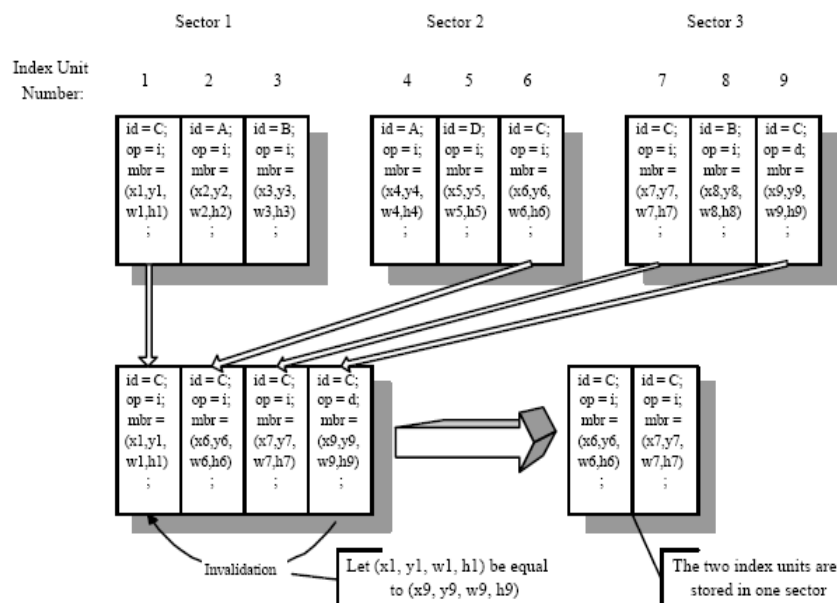 Sector 1
Sector 2
Sector 3
Index Unit
Number:
1
2
3
4
5
6
7
8
9
id = C;
op = i;
mbr =
(x1,y1,
w1,h1)
;
id = A;
op = i;
mbr =
(x2,y2,
w2,h2)
;
id = B;
op = i;
mbr =
(x3,y3,
w3,h3)
;
id = A;
op = i;
mbr =
(x4,y4,
w4,h4)
;
id = D;
op = i;
mbr =
(x5,y5,
w5,h5)
;
id = C;
op = i;
mbr =
(x6,y6,
w6,h6)
;
id = C;
op = i;
mbr =
(x7,y7,
w7,h7)
;
id = B;
op = i;
mbr =
(x8,y8,
w8,h8)
;
id = C;
op = d;
mbr =
(x9,y9,
w9,h9)
;
id = C;
op = i;
mbr =
(x1,y1,
w1,h1)
;
id = C;
op = i;
mbr =
(x6,y6,
w6,h6)
;
id = C;
op = i;
mbr =
(x7,y7,
w7,h7)
;
id = C;
op = d;
mbr =
(x9,y9,
w9,h9)
;
id = C;
op = i;
mbr =
(x6,y6,
w6,h6)
;
id = C;
op = i;
mbr =
(x7,y7,
w7,h7)
;
Invalidation
Let (x1, y1, w1, h1) be equal
to (x9, y9, w9, h9)
The two index units are
stored in one sector